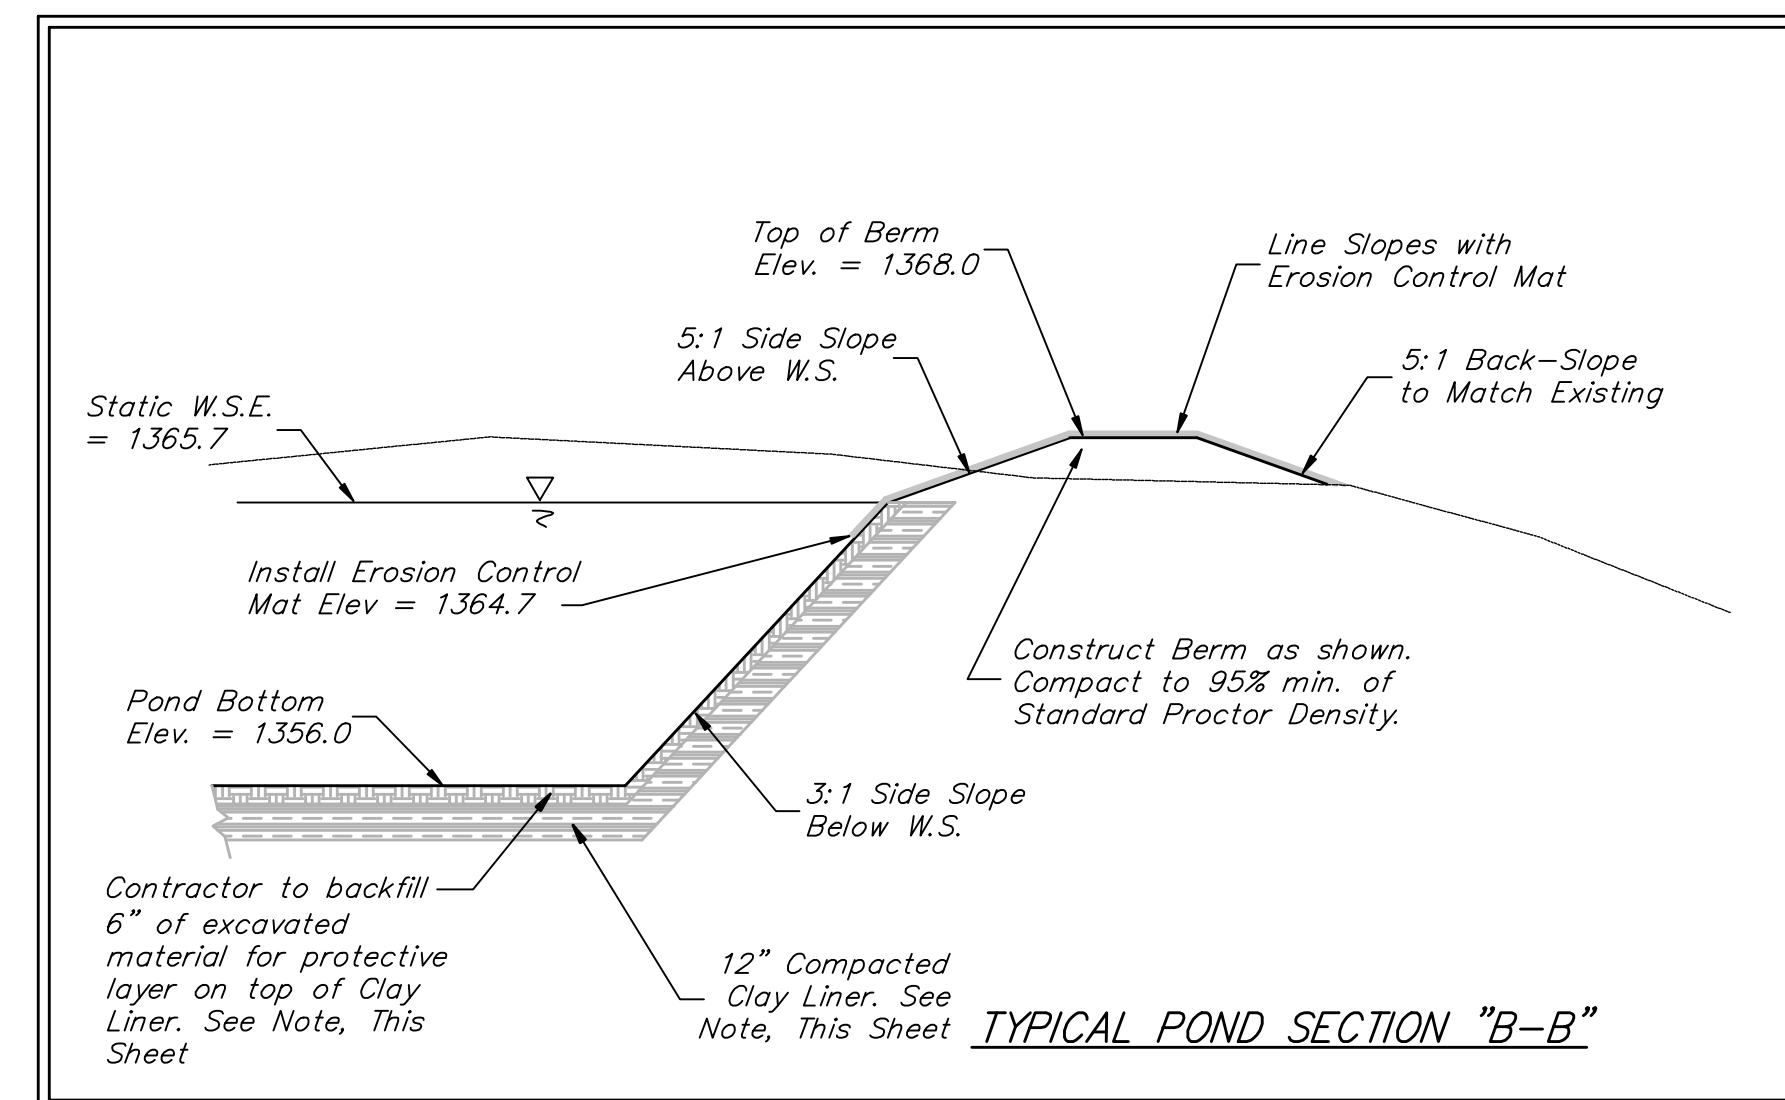 Top of Berm
Elev. = 1368.0
Line Slopes with
Erosion Control Mat
5:1 Side Slope
Above W.S.
5:1 Back-Slope
to Match Existing
Static W.S.E.
= 1365.7
Install Erosion Control
Mat Elev = 1364.7
Construct Berm as shown.
Compact to 95% min. of
Standard Proctor Density.
Pond Bottom
Elev. = 1356.0
3:1 Side Slope
Below W.S.
Contractor to backfill
6" of excavated
material for protective
layer on top of Clay
Liner. See Note, This
Sheet
12" Compacted
Clay Liner. See
Note, This Sheet
TYPICAL POND SECTION "B-B"